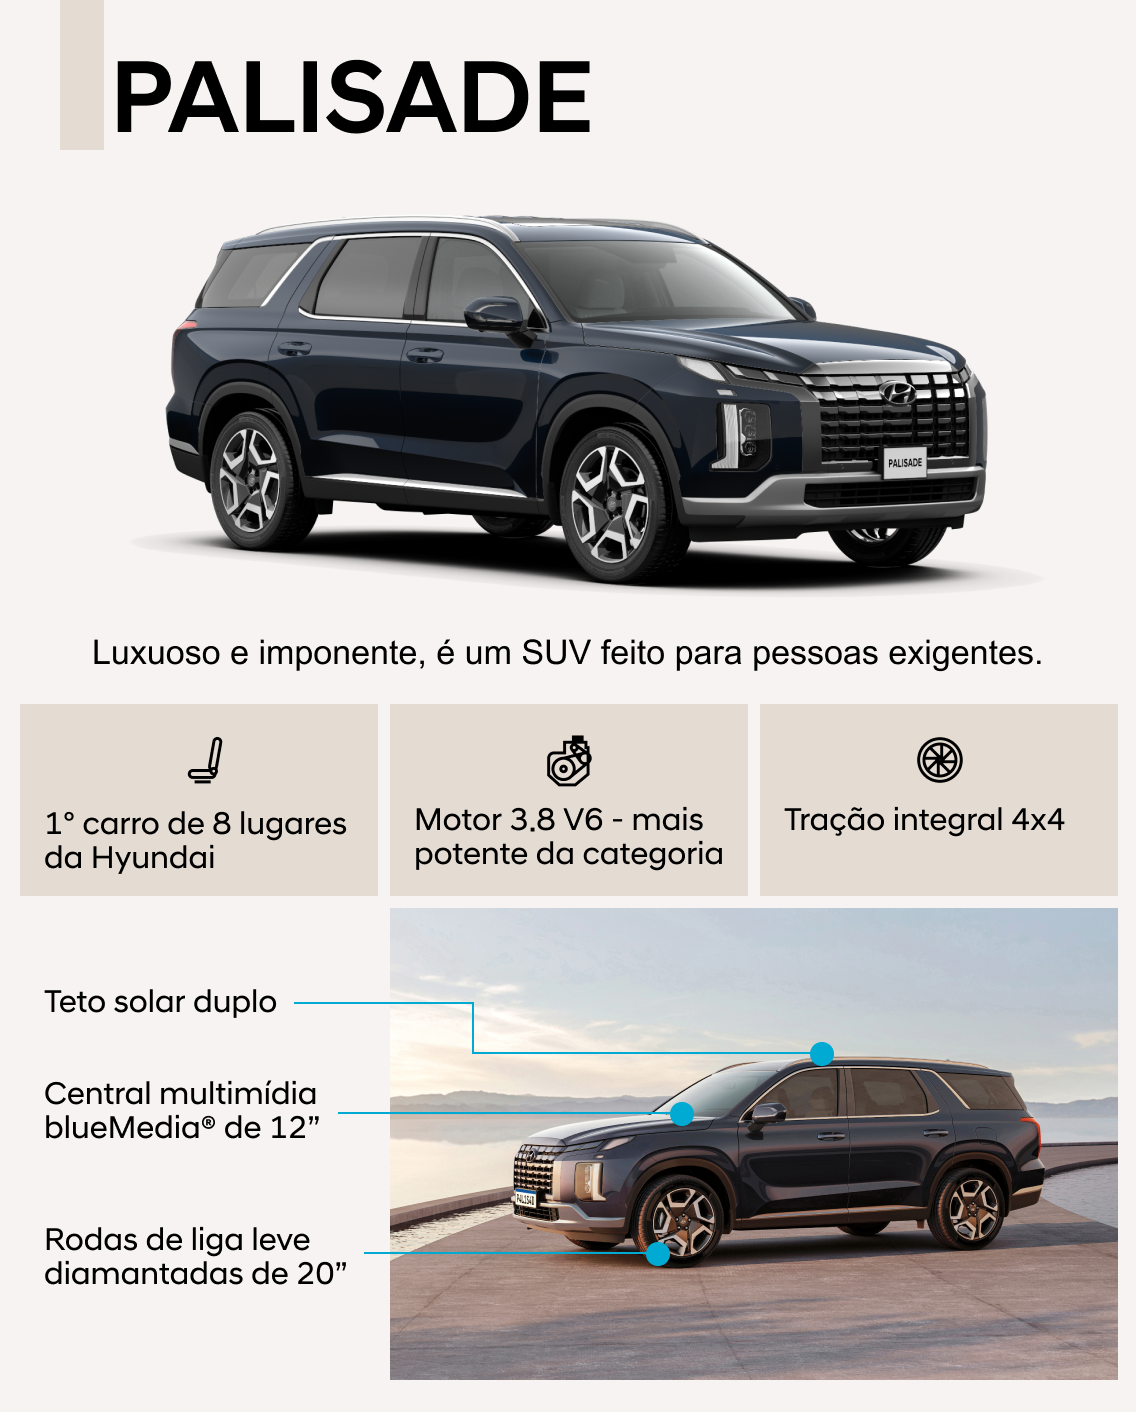 PALISADE
PALISADE
Luxuoso e imponente, é um SUV feito para pessoas exigentes.
1° carro de 8 lugares
da Hyundai
Motor 3.8 V6 - mais
potente da categoria
Tração integral 4x4
Teto solar duplo
Central multimídia
blueMedia® de 12”
Rodas de liga leve
diamantadas de 20”
PALISADE